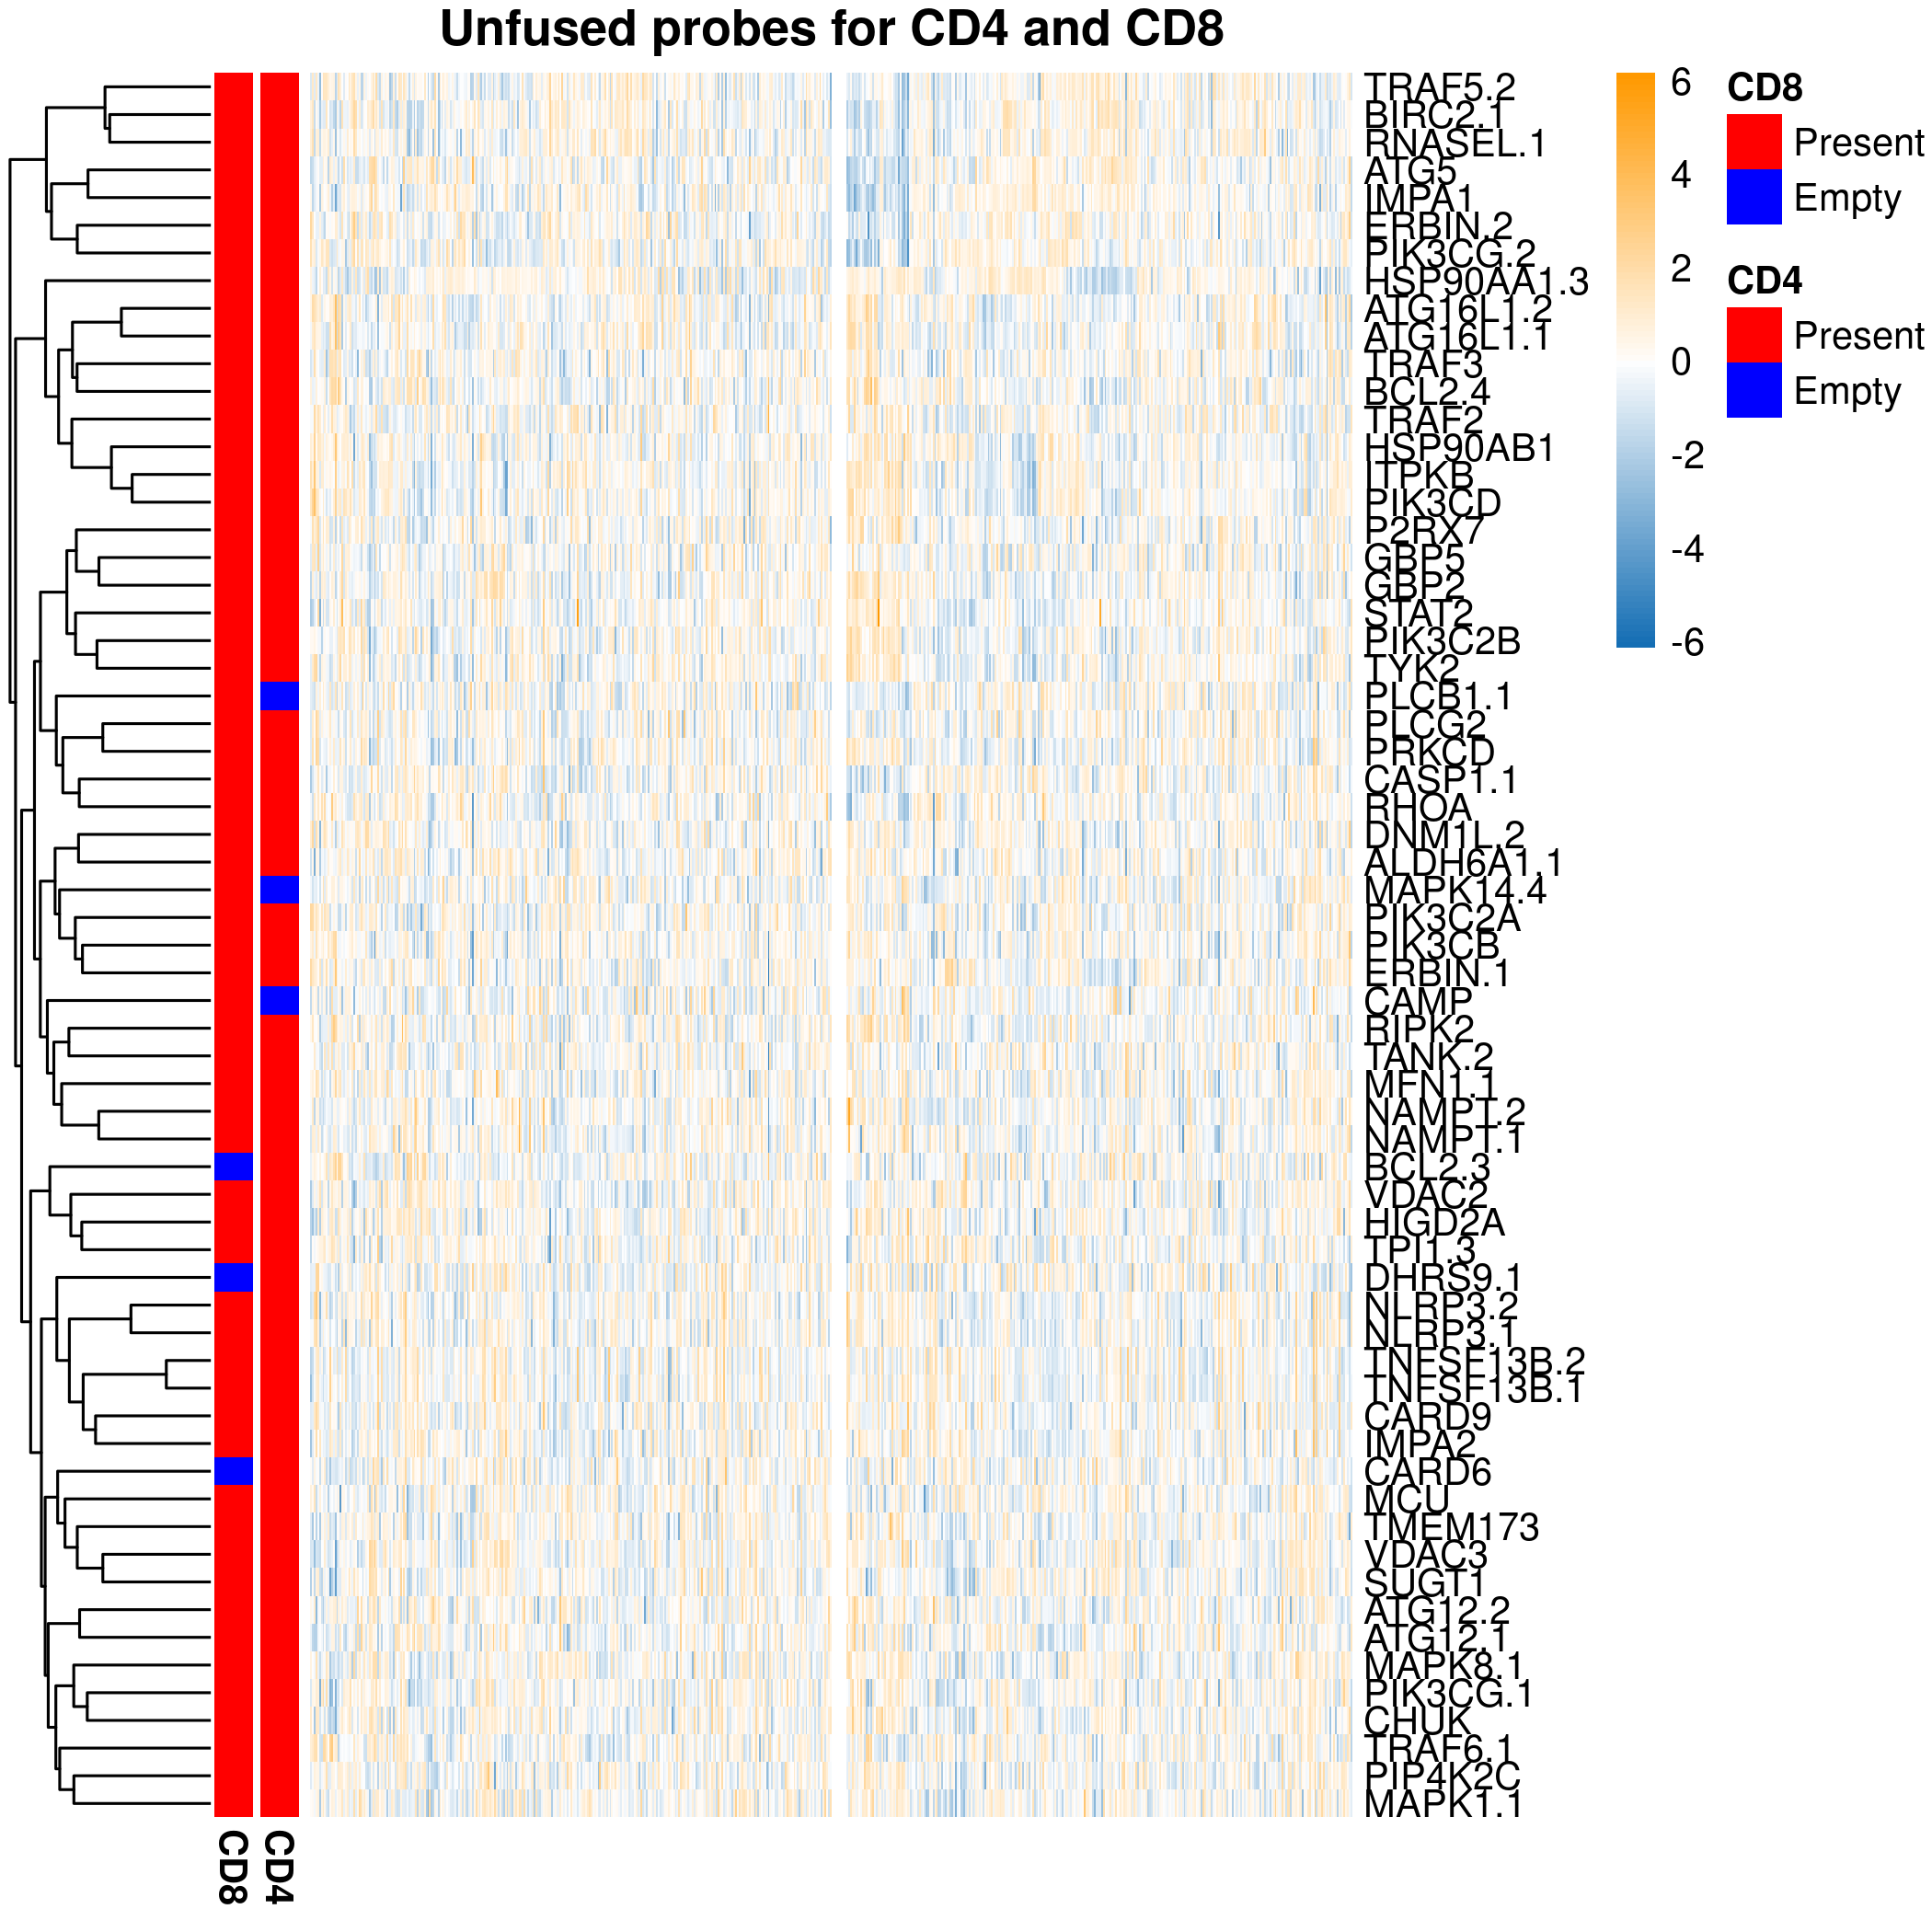 Unfused probes for CD4 and CD8
TRAF5.2
BIRC2.1
RNASEL.1
ATG5
IMPA1
ERBIN.2
PIK3CG.2
HSP90AA1.3
ATG16L1.2
ATG16L1.1
TRAF3
BCL2.4
TRAF2
HSP90AB1
ITPKB
PIK3CD
P2RX7
GBP5
GBP2
STAT2
PIK3C2B
TYK2
PLCB1.1
PLCG2
PRKCD
CASP1.1
RHOA
DNM1L.2
ALDH6A1.1
MAPK14.4
PIK3C2A
PIK3CB
ERBIN.1
CAMP
RIPK2
TANK.2
MFN1.1
NAMPT.2
NAMPT.1
BCL2.3
VDAC2
HIGD2A
TPI1.3
DHRS9.1
NLRP3.2
NLRP3.1
TNFSF13B.2
TNFSF13B.1
CARD9
IMPA2
CARD6
MCU
TMEM173
VDAC3
SUGT1
ATG12.2
ATG12.1
MAPK8.1
PIK3CG.1
CHUK
TRAF6.1
PIP4K2C
MAPK1.1
6
4
2
0
-2
-4
-6
CD8
Present
Empty
CD4
Present
Empty
CD8
CD4